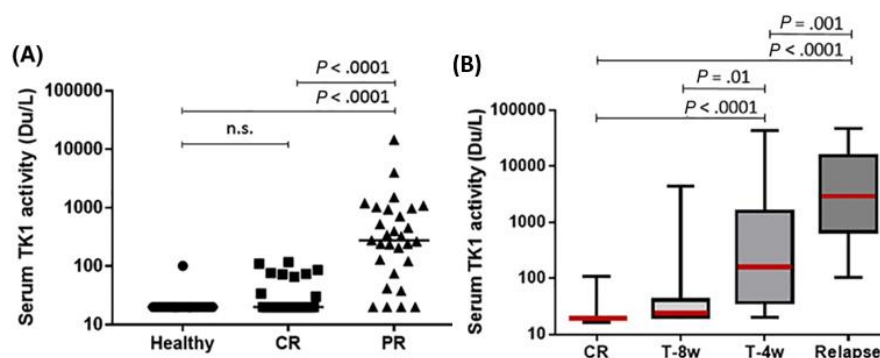 (A)
Serum TK1 activity (Du/L)
100000
10000
1000
100
10
P < .0001
P < .0001
n.s.
Healthy CR PR
(B)
Serum TK1 activity (Du/L)
100000
10000
1000
100
10
P = .001
P < .0001
P = .01
P < .0001
CR T-8w T-4w Relapse